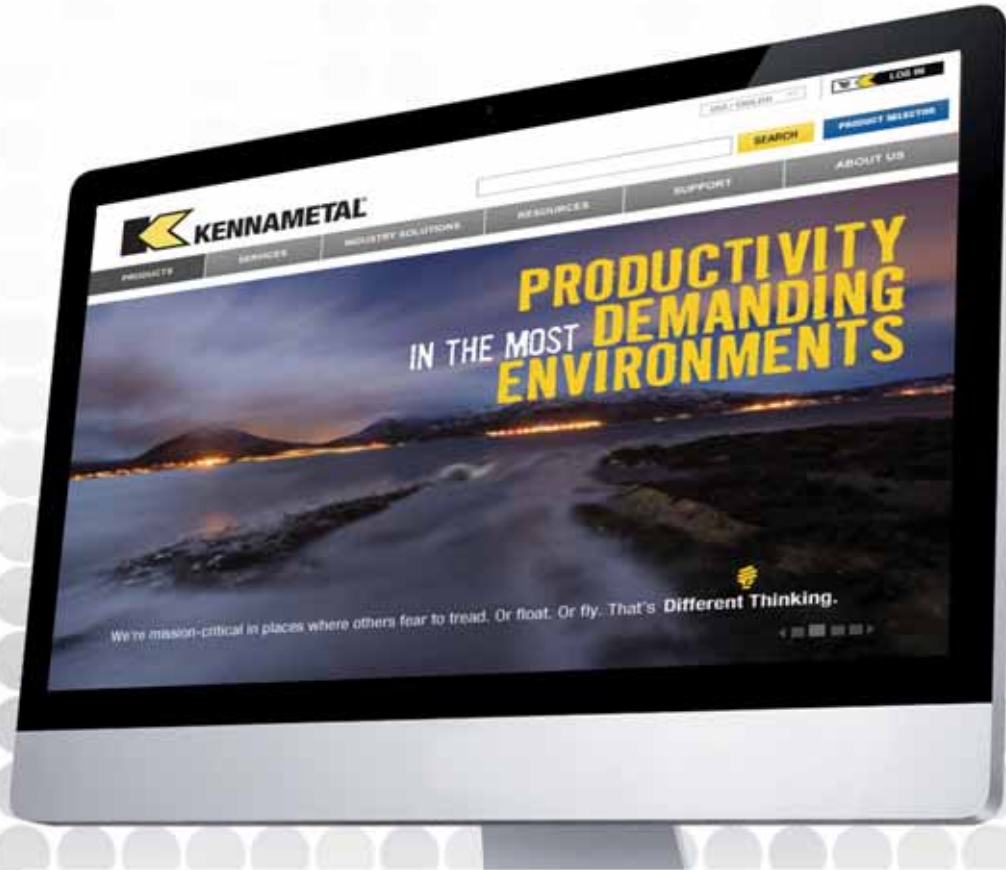 USA / ENGLISH
LOG IN
SEARCH
PRODUCT SELECTOR
KENNAMETAL
PRODUCTS
SERVICES
INDUSTRY SOLUTIONS
RESOURCES
SUPPORT
ABOUT US
PRODUCTIVITY
IN THE MOST DEMANDING
ENVIRONMENTS
We're mission-critical in places where others fear to tread. Or float. Or fly. That's Different Thinking.